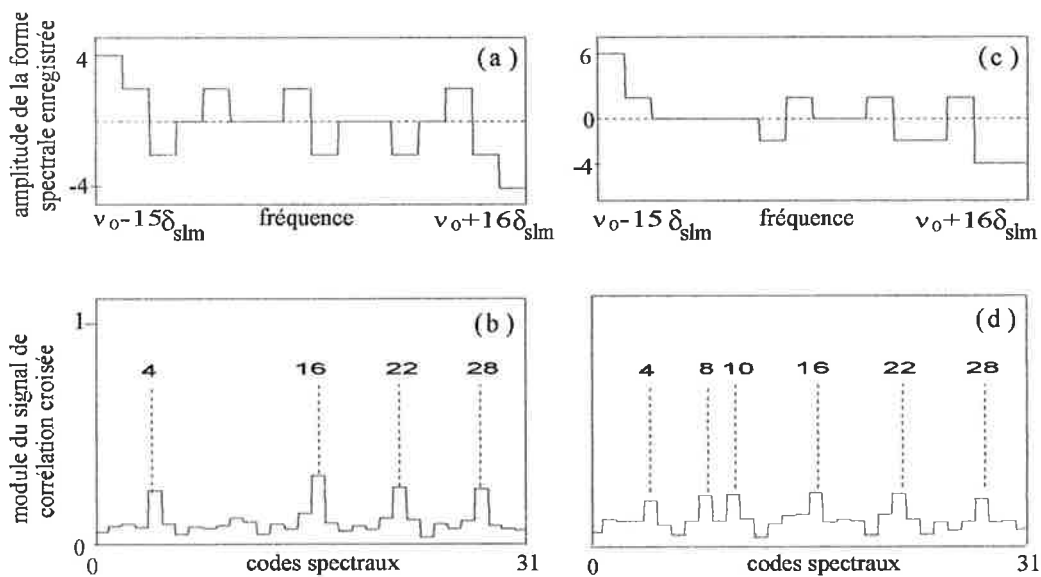 amplitude de la forme
spectrale enregistrée
4
-4
(a)
ν₀-15δslm
fréquence
ν₀+16δslm
6
0
-4
(c)
ν₀-15δslm
fréquence
ν₀+16δslm
module du signal de
corrélation croisée
1
0
(b)
4
16
22
28
0
codes spectraux
31
(d)
4
8
10
16
22
28
0
codes spectraux
31